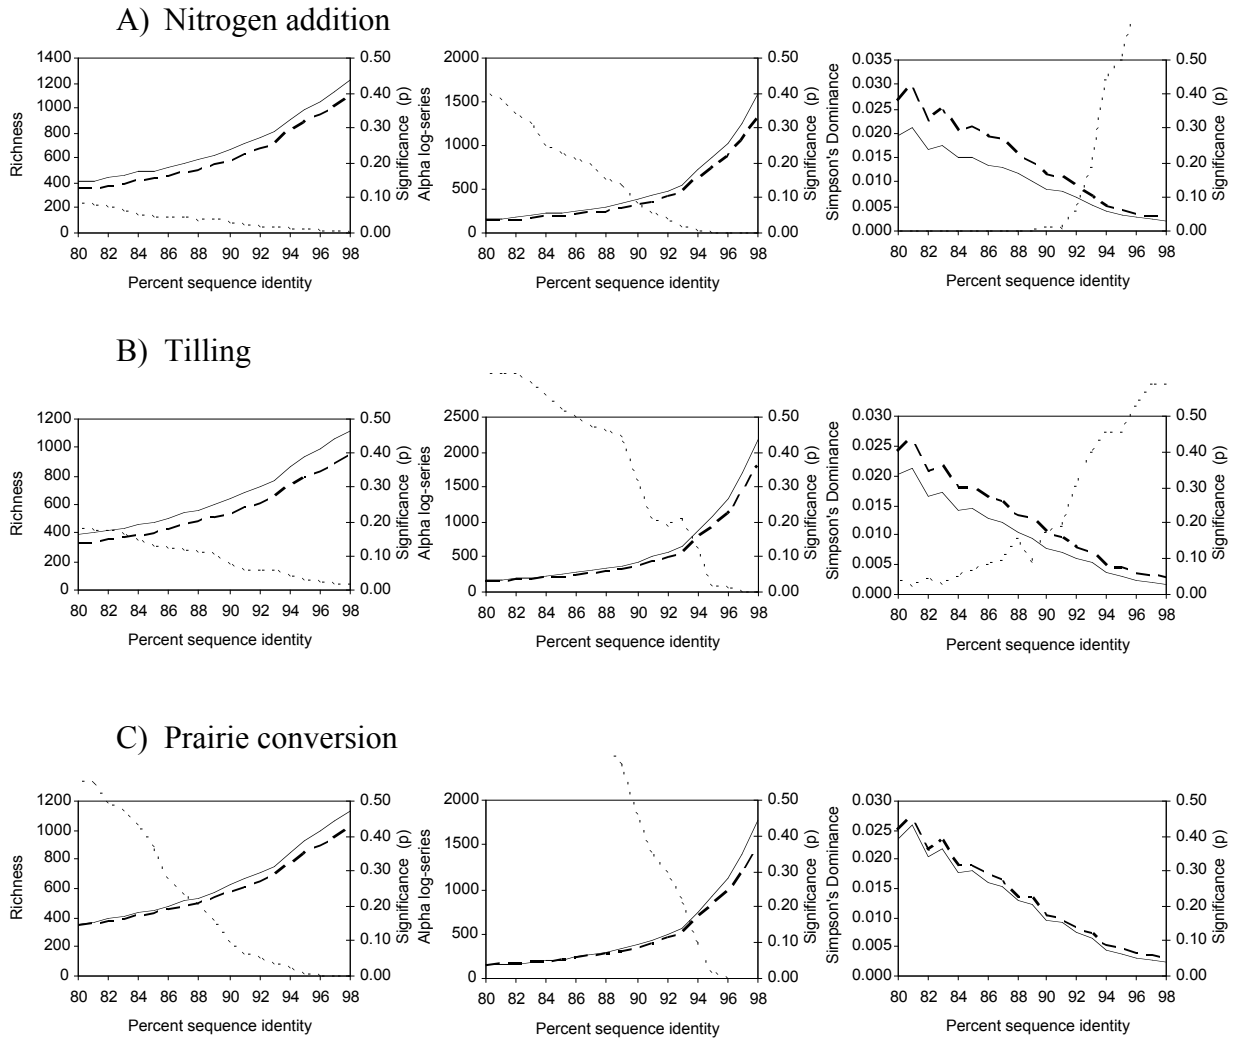 A) Nitrogen addition
Richness
1400
1200
1000
800
600
400
200
0
80 82 84 86 88 90 92 94 96 98
Percent sequence identity
0.50
0.40
0.30
0.20
0.10
0.00
Significance (p)
Alpha log-series
2000
1500
1000
500
0
80 82 84 86 88 90 92 94 96 98
Percent sequence identity
0.50
0.40
0.30
0.20
0.10
0.00
Significance (p)
Simpson's Dominance
0.035
0.030
0.025
0.020
0.015
0.010
0.005
0.000
80 82 84 86 88 90 92 94 96 98
Percent sequence identity
0.50
0.40
0.30
0.20
0.10
0.00
Significance (p)
B) Tilling
Richness
1200
1000
800
600
400
200
0
80 82 84 86 88 90 92 94 96 98
Percent sequence identity
0.50
0.40
0.30
0.20
0.10
0.00
Significance (p)
Alpha log-series
2500
2000
1500
1000
500
0
80 82 84 86 88 90 92 94 96 98
Percent sequence identity
0.50
0.40
0.30
0.20
0.10
0.00
Significance (p)
Simpson's Dominance
0.030
0.025
0.020
0.015
0.010
0.005
0.000
80 82 84 86 88 90 92 94 96 98
Percent sequence identity
0.50
0.40
0.30
0.20
0.10
0.00
Significance (p)
C) Prairie conversion
Richness
1200
1000
800
600
400
200
0
80 82 84 86 88 90 92 94 96 98
Percent sequence identity
0.50
0.40
0.30
0.20
0.10
0.00
Significance (p)
Alpha log-series
2000
1500
1000
500
0
80 82 84 86 88 90 92 94 96 98
Percent sequence identity
0.50
0.40
0.30
0.20
0.10
0.00
Significance (p)
Simpson's Dominance
0.030
0.025
0.020
0.015
0.010
0.005
0.000
80 82 84 86 88 90 92 94 96 98
Percent sequence identity
0.50
0.40
0.30
0.20
0.10
0.00
Significance (p)